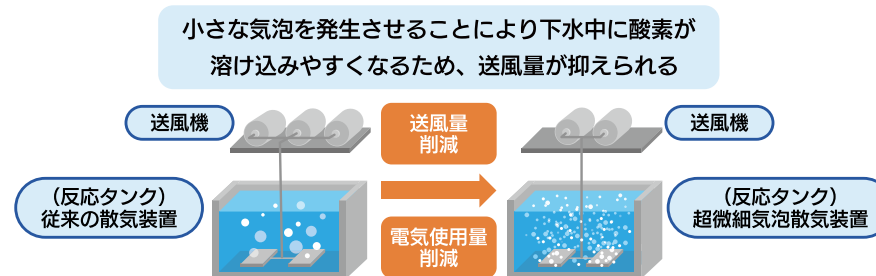 小さな気泡を発生させることにより下水中に酸素が
溶け込みやすくなるため、送風量が抑えられる
送風機
送風量
削減
送風機
（反応タンク）
従来の散気装置
電気使用量
削減
（反応タンク）
超微細気泡散気装置